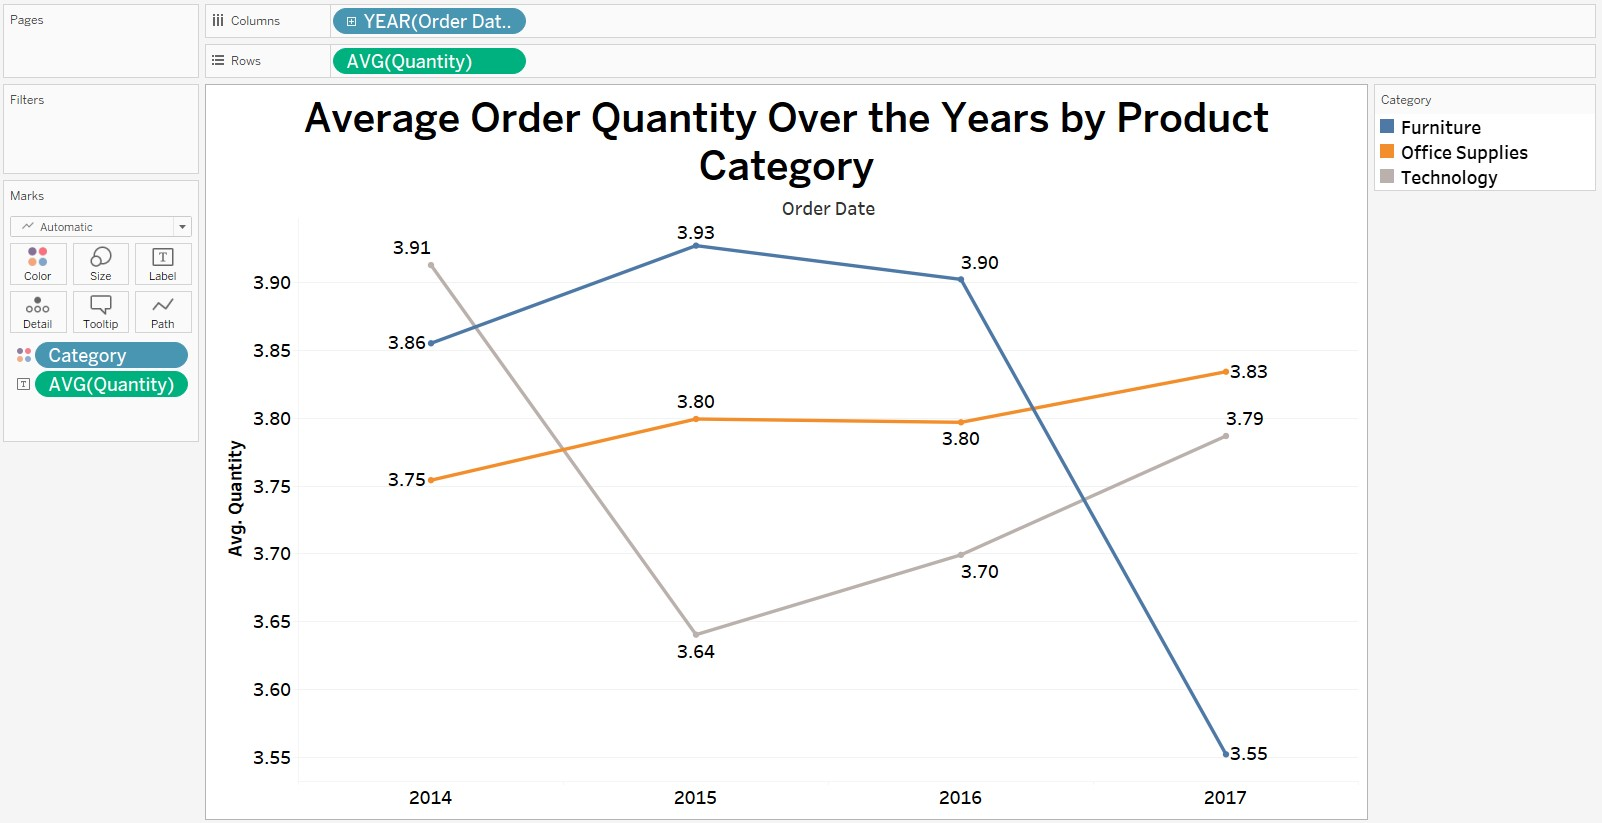 Pages
Columns
YEAR(Order Dat..
Rows
AVG(Quantity)
Filters
Marks
Automatic
Color
Size
T
Label
Detail
Tooltip
Path
Category
T
AVG(Quantity)
Average Order Quantity Over the Years by Product
Category
Order Date
3.91
3.93
3.90
3.86
3.80
3.83
3.79
3.80
3.75
3.70
3.64
3.55
Avg. Quantity
3.90
3.85
3.80
3.75
3.70
3.65
3.60
3.55
2014 2015 2016 2017
Category
Furniture
Office Supplies
Technology